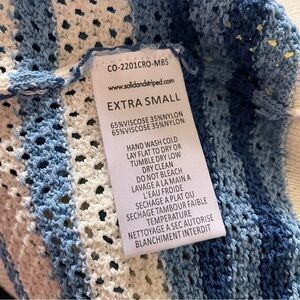 CO-2201CRO-MBS
www.solidandstriped.com
EXTRA SMALL
65%VISCOSE 35%NYLON
65%VISCOSE 35%NYLON
HAND WASH COLD
LAY FLAT TO DRY OR
TUMBLE DRY LOW
DRY CLEAN
DO NOT BLEACH
LAVAGE A LA MAIN A
L'EAU FROIDE
SECHAGE A PLAT DU
SECHAGE TAMBOUR FAIBLE
TEMPERATURE
NETTOYAGE A SEC AUTORISE
BLANCHIMENT INTERDIT